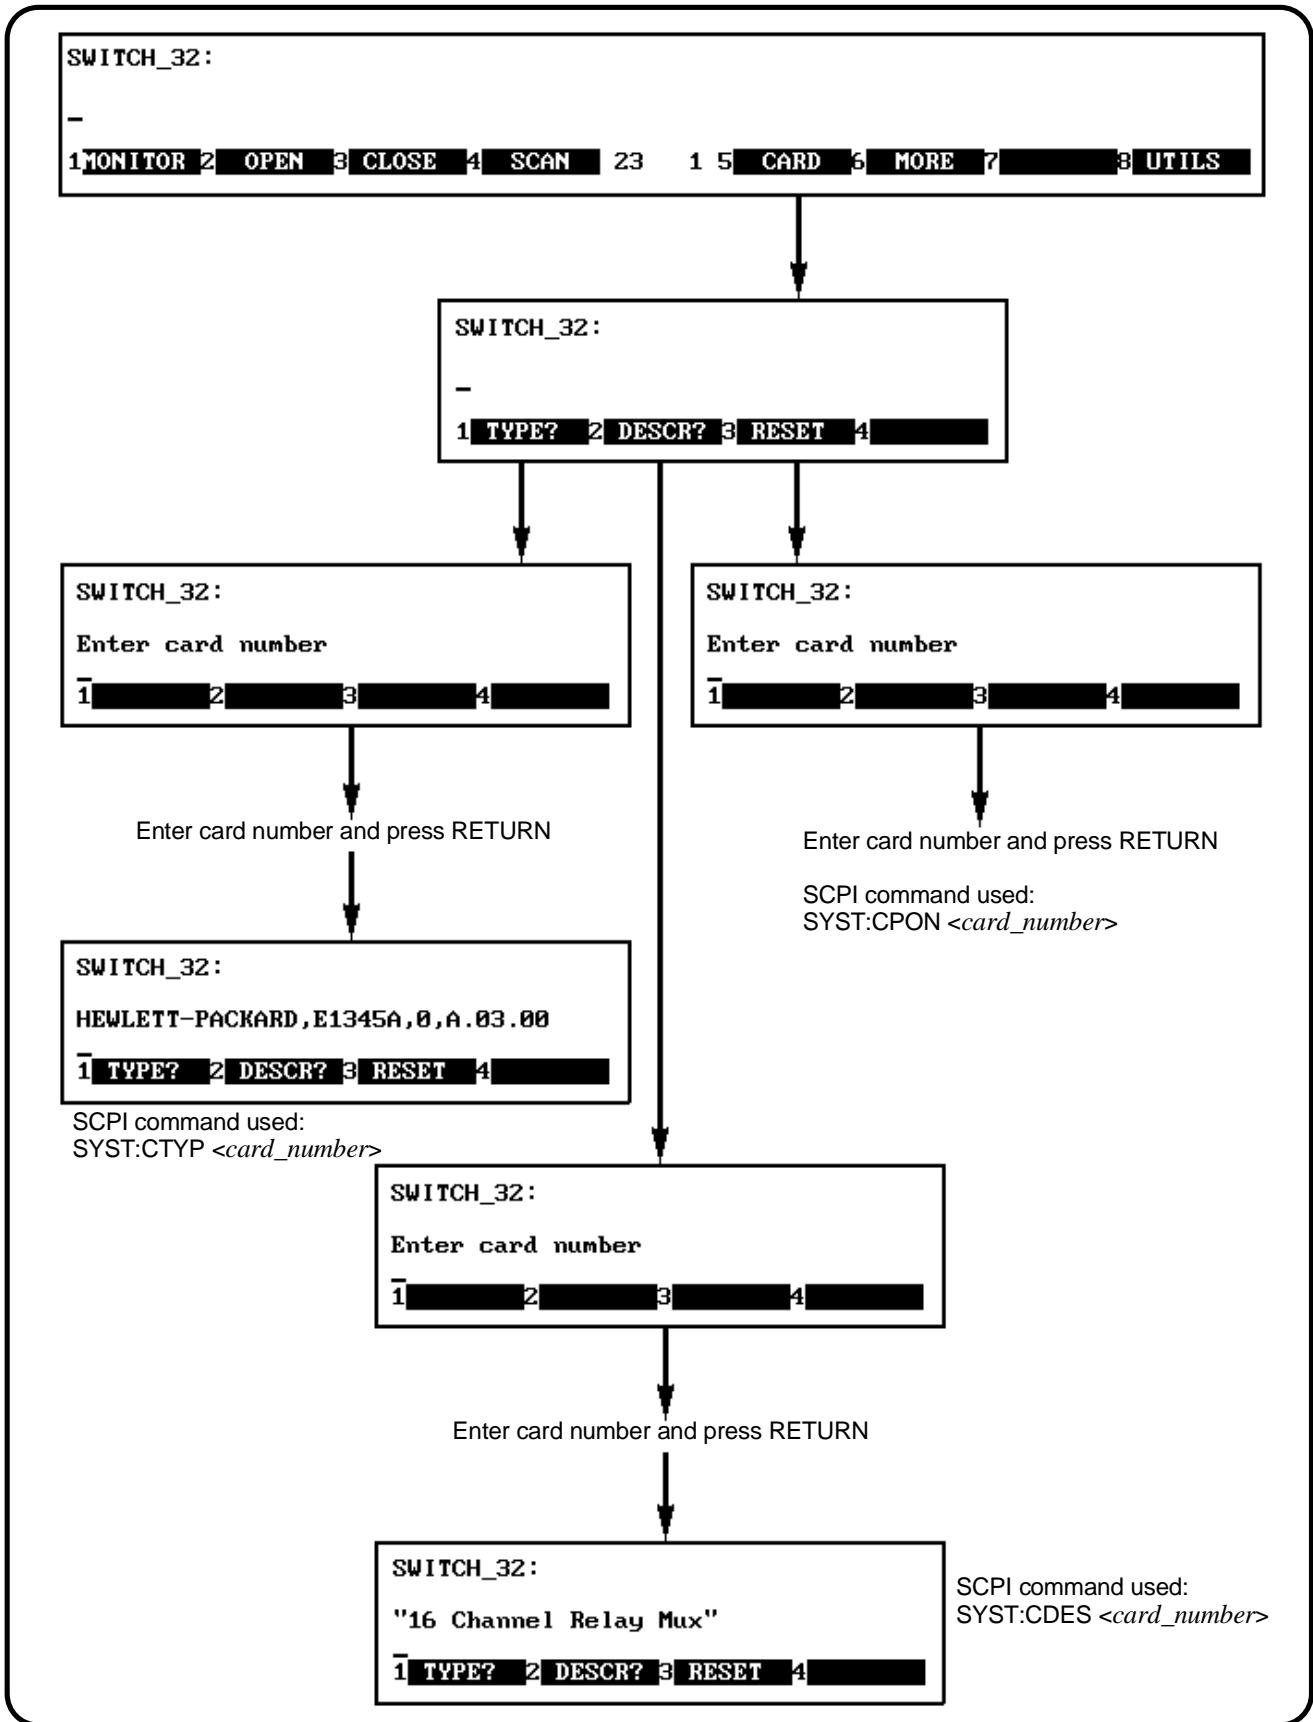 SWITCH_32:
_
1 MONITOR 2 OPEN 3 CLOSE 4 SCAN 23 1 5 CARD 6 MORE 7 8 UTILS
SWITCH_32:
_
1 TYPE? 2 DESCR? 3 RESET 4
SWITCH_32:
Enter card number
1 2 3 4
SWITCH_32:
Enter card number
1 2 3 4
Enter card number and press RETURN
Enter card number and press RETURN
SCPI command used:
SYST:CPON <card_number>
SWITCH_32:
HEWLETT-PACKARD,E1345A,0,A.03.00
1 TYPE? 2 DESCR? 3 RESET 4
SCPI command used:
SYST:CTYP <card_number>
SWITCH_32:
Enter card number
1 2 3 4
Enter card number and press RETURN
SWITCH_32:
"16 Channel Relay Mux"
1 TYPE? 2 DESCR? 3 RESET 4
SCPI command used:
SYST:CDES <card_number>